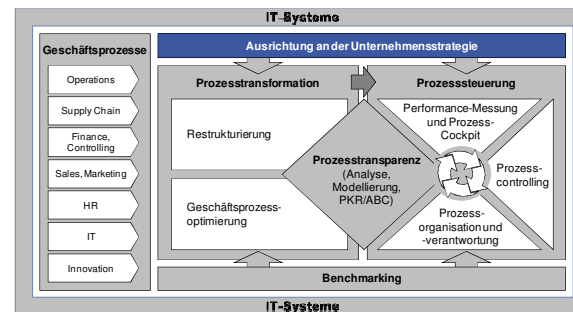 IT-Systeme
Geschäftsprozesse
Operations
Supply Chain
Finance,
Controlling
Sales, Marketing
HR
IT
Innovation
Ausrichtung an der Unternehmensstrategie
Prozesstransformation
Restrukturierung
Geschäftsprozess-
optimierung
Prozesstransparenz
(Analyse,
Modellierung,
PKR/ABC)
Prozesssteuerung
Performance-Messung
und Prozess-
Cockpit
Prozess-
controlling
Prozess-
organisation und
-verantwortung
Benchmarking
IT-Systeme